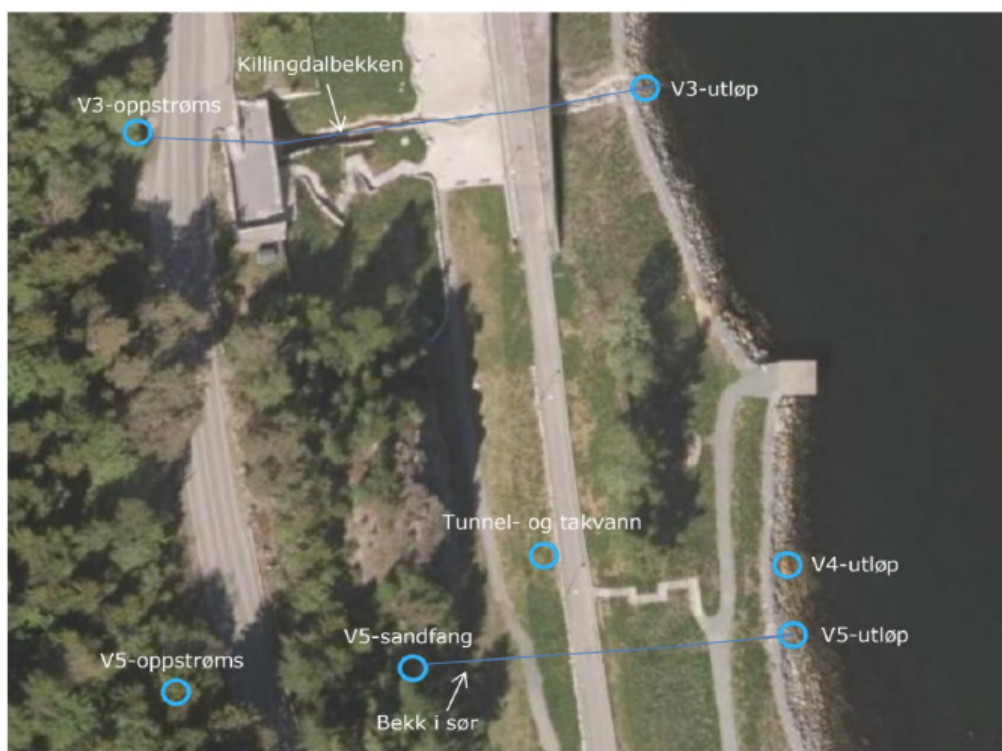 Killingdalbekken
V3-oppstrøms
V3-utløp
Tunnel- og takvann
V4-utløp
V5-sandfang
V5-utløp
V5-oppstrøms
Bekk i sør